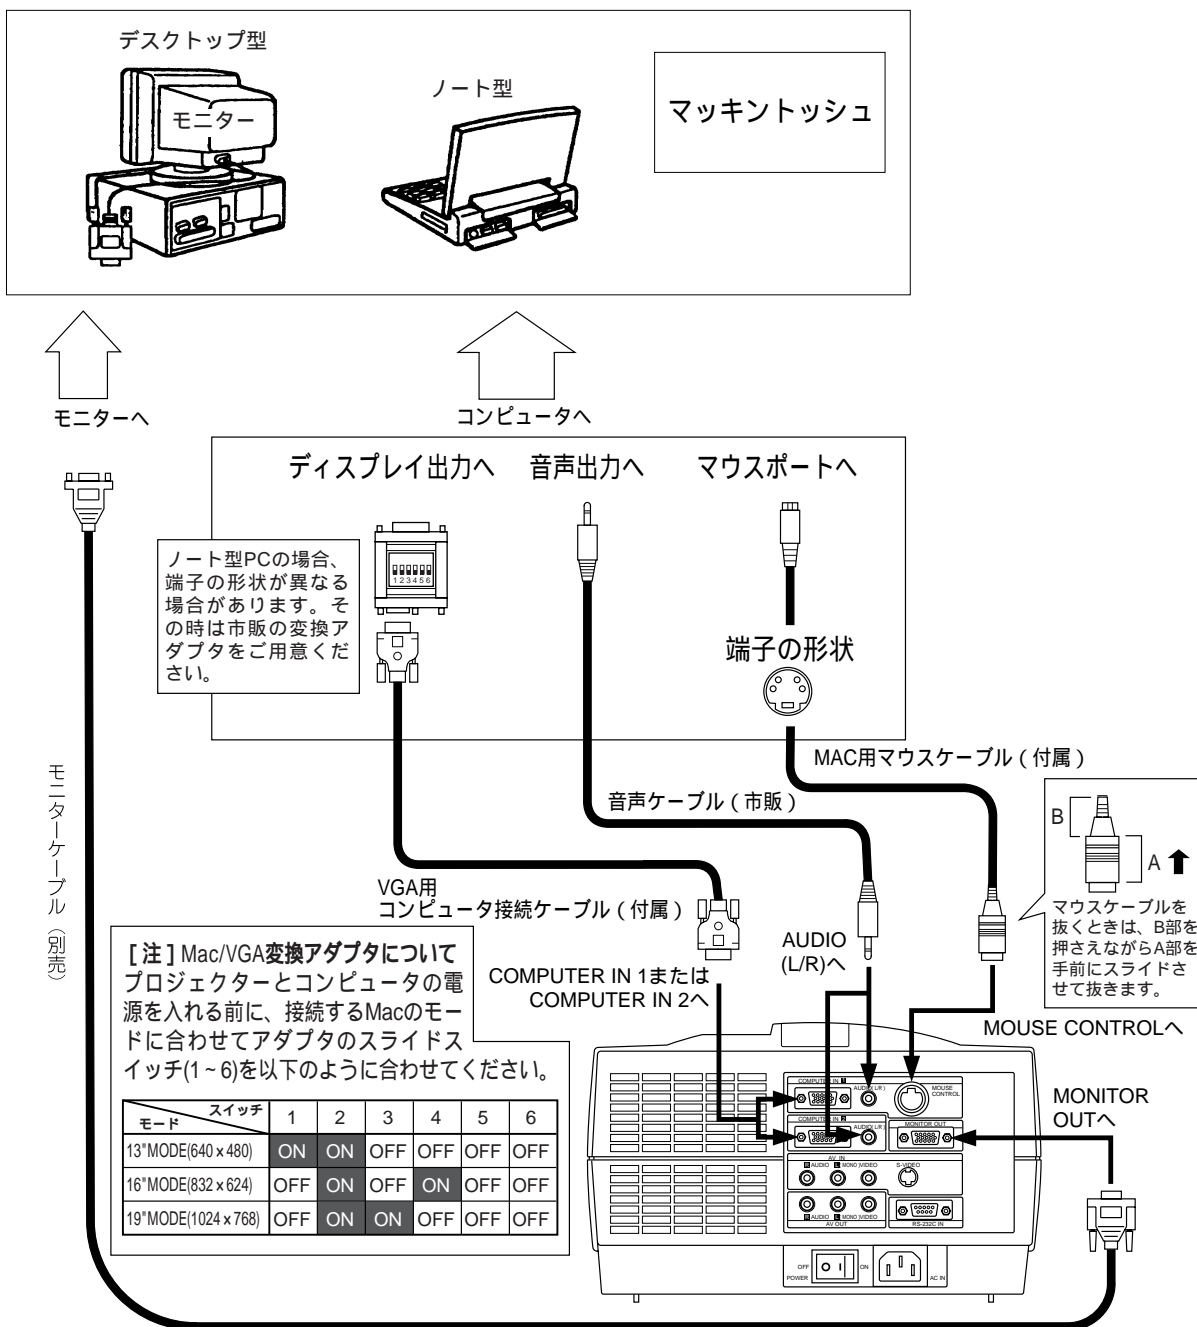 デスクトップ型
モニター
ノート型
マッキントッシュ
モニターへ
コンピュータへ
ディスプレイ出力へ
音声出力へ
マウスポートへ
1 2 3 4 5 6
ノート型PCの場合、
端子の形状が異なる
場合があります。そ
の時は市販の変換ア
ダプタをご用意くだ
さい。
端子の形状
モニターケーブル（別売）
MAC用マウスケーブル（付属）
音声ケーブル（市販）
VGA用
コンピュータ接続ケーブル（付属）
B
A
マウスケーブルを
抜くときは、B部を
押さえながらA部を
手前にスライドさ
せて抜きます。
AUDIO
(L/R)へ
COMPUTER IN 1または
COMPUTER IN 2へ
MOUSE CONTROLへ
MONITOR
OUTへ
[注] Mac/VGA変換アダプタについて
プロジェクターとコンピュータの電
源を入れる前に、接続するMacのモー
ドに合わせてアダプタのスライドス
イッチ(1~6)を以下のように合わせてください。
スイッチ
モード 1 2 3 4 5 6
13"MODE(640×480) ON ON OFF OFF OFF OFF
16"MODE(832×624) OFF ON OFF ON OFF OFF
19"MODE(1024×768) OFF ON ON OFF OFF OFF
COMPUTER IN 1
AUDIO( L/R )
MOUSE
CONTROL
COMPUTER IN 2
AUDIO( L/R )
MONITOR OUT
AV IN
R AUDIO L MONO )VIDEO
S-VIDEO
R AUDIO L MONO )VIDEO
AV OUT
RS-232C IN
OFF
POWER
ON
AC IN